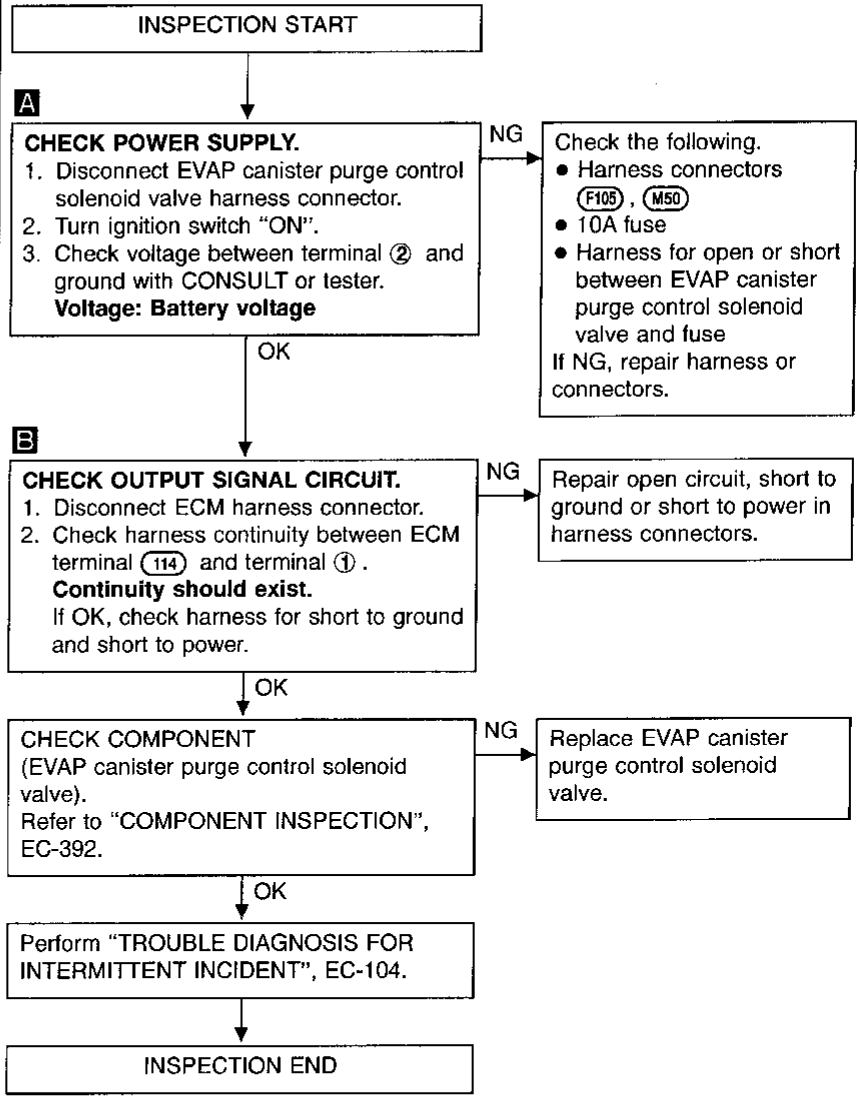 INSPECTION START
A
CHECK POWER SUPPLY.
1. Disconnect EVAP canister purge control
solenoid valve harness connector.
2. Turn ignition switch “ON”.
3. Check voltage between terminal ② and
ground with CONSULT or tester.
Voltage: Battery voltage
NG
Check the following.
● Harness connectors
F105 , M50
● 10A fuse
● Harness for open or short
between EVAP canister
purge control solenoid
valve and fuse
If NG, repair harness or
connectors.
OK
B
CHECK OUTPUT SIGNAL CIRCUIT.
1. Disconnect ECM harness connector.
2. Check harness continuity between ECM
terminal 114 and terminal ① .
Continuity should exist.
If OK, check harness for short to ground
and short to power.
NG
Repair open circuit, short to
ground or short to power in
harness connectors.
OK
CHECK COMPONENT
(EVAP canister purge control solenoid
valve).
Refer to “COMPONENT INSPECTION”,
EC-392.
NG
Replace EVAP canister
purge control solenoid
valve.
OK
Perform “TROUBLE DIAGNOSIS FOR
INTERMITTENT INCIDENT”, EC-104.
INSPECTION END